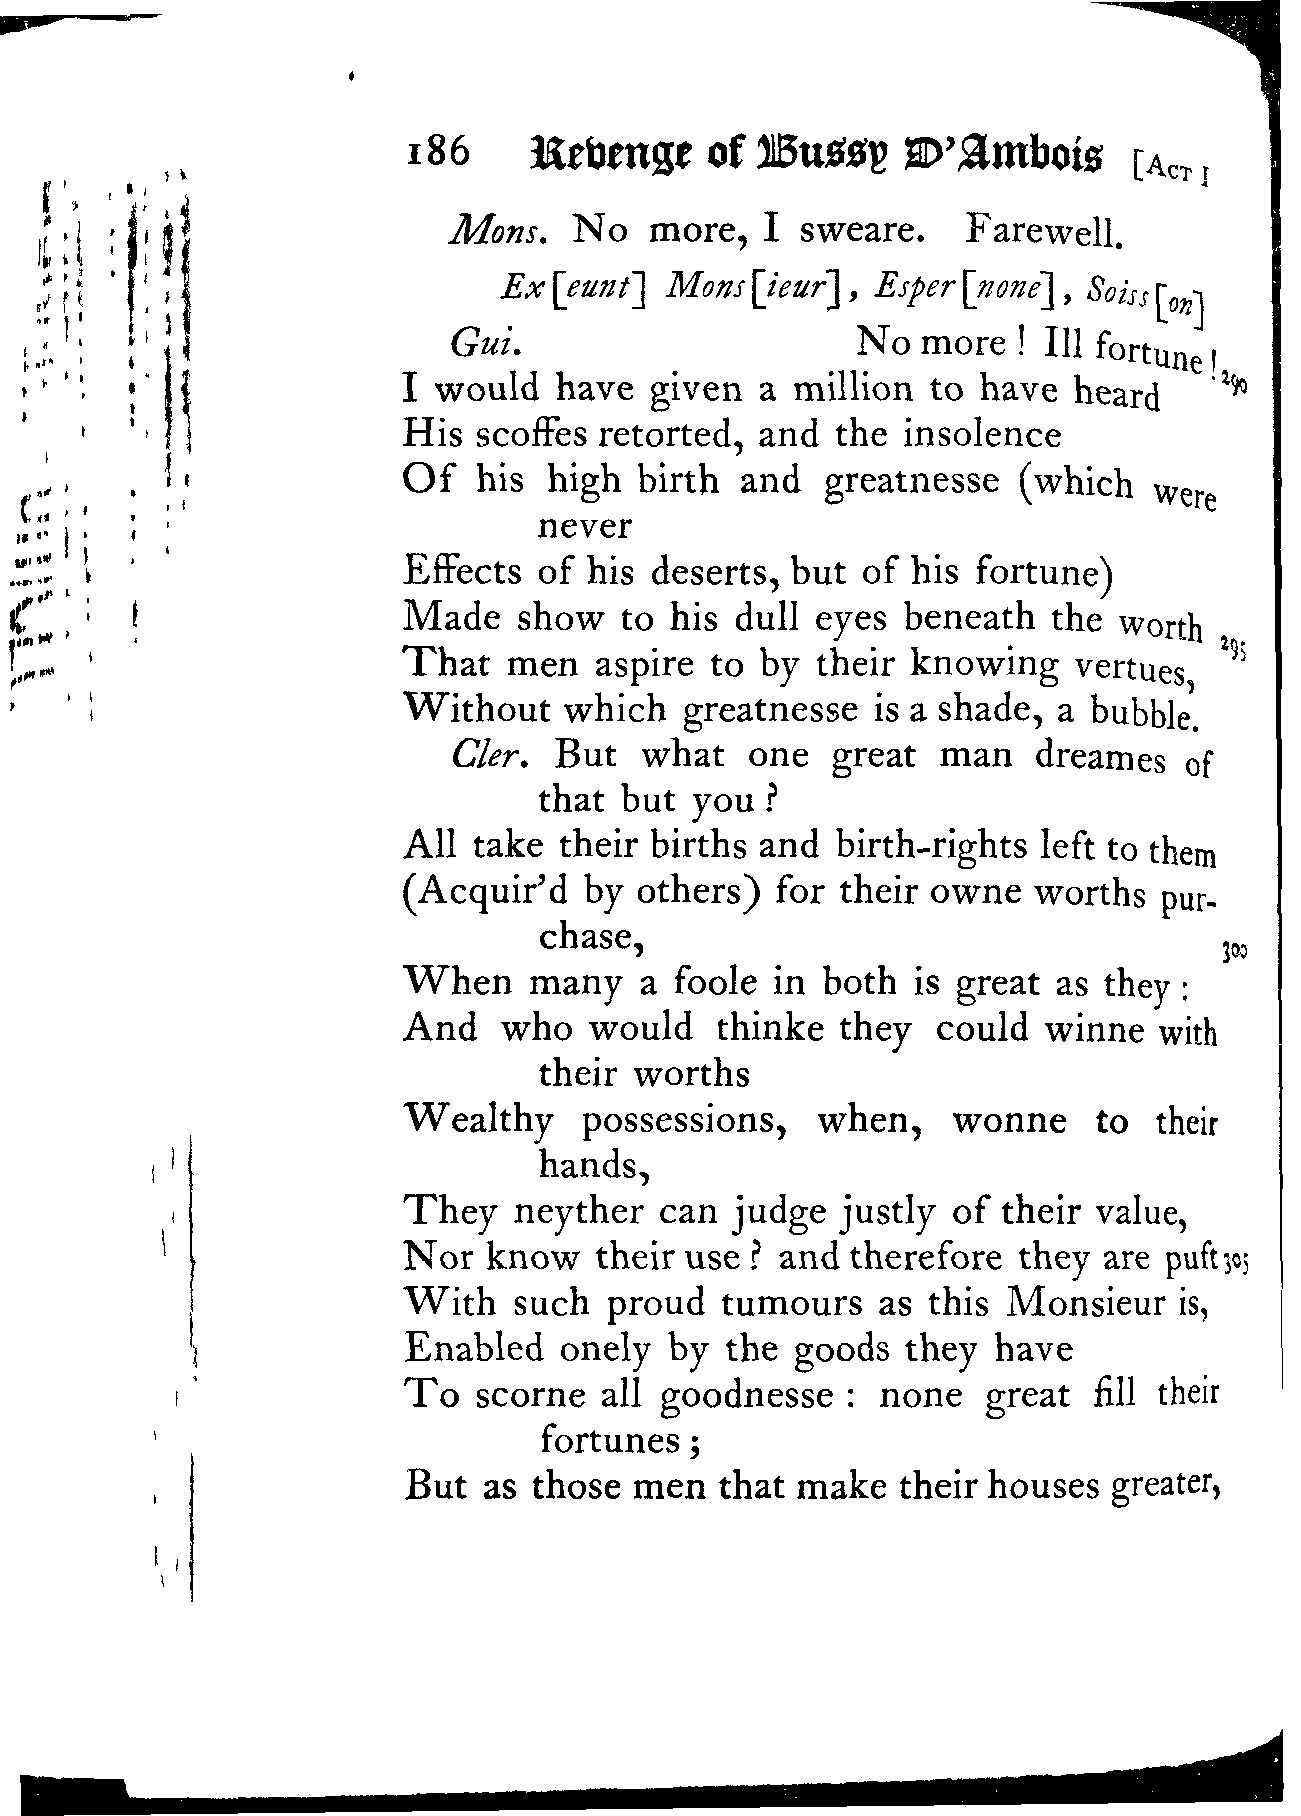 186 Revenge of Bussy D'Ambois [ACT I
Mons. No more, I sweare. Farewell.
Ex[eunt] Mons[ieur], Esper[none], Soiss[on]
Gui. No more! Ill fortune!
I would have given a million to have heard 290
His scoffes retorted, and the insolence
Of his high birth and greatnesse (which were
never
Effects of his deserts, but of his fortune)
Made show to his dull eyes beneath the worth
That men aspire to by their knowing vertues, 295
Without which greatnesse is a shade, a bubble.
Cler. But what one great man dreames of
that but you?
All take their births and birth-rights left to them
(Acquir'd by others) for their owne worths pur-
chase, 300
When many a foole in both is great as they:
And who would thinke they could winne with
their worths
Wealthy possessions, when, wonne to their
hands,
They neyther can judge justly of their value,
Nor know their use? and therefore they are puft 305
With such proud tumours as this Monsieur is,
Enabled onely by the goods they have
To scorne all goodnesse: none great fill their
fortunes;
But as those men that make their houses greater,